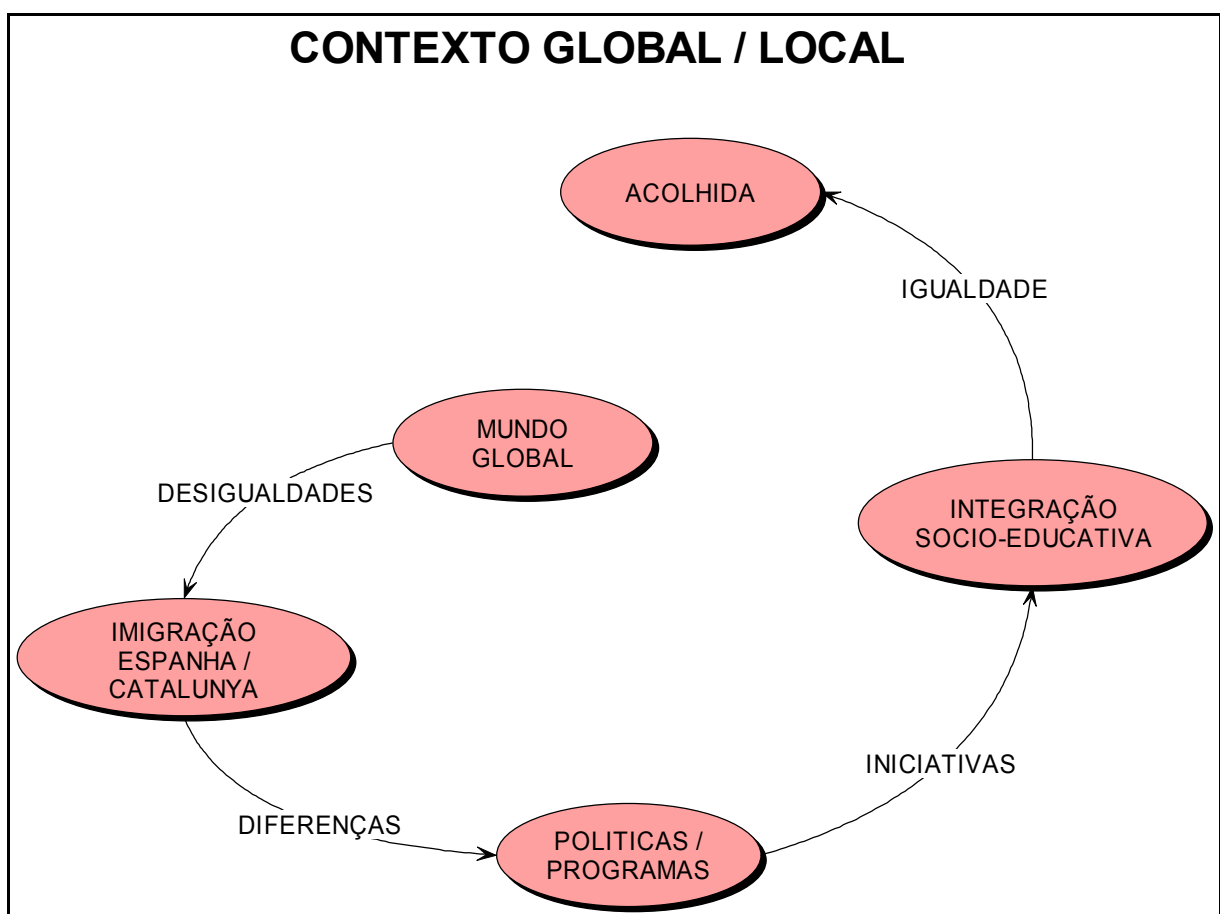 CONTEXTO GLOBAL / LOCAL
ACOLHIDA
IGUALDADE
MUNDO
GLOBAL
DESIGUALDADES
INTEGRAÇÃO
SOCIO-EDUCATIVA
IMIGRAÇÃO
ESPANHA /
CATALUNYA
INICIATIVAS
DIFERENÇAS
POLITICAS /
PROGRAMAS